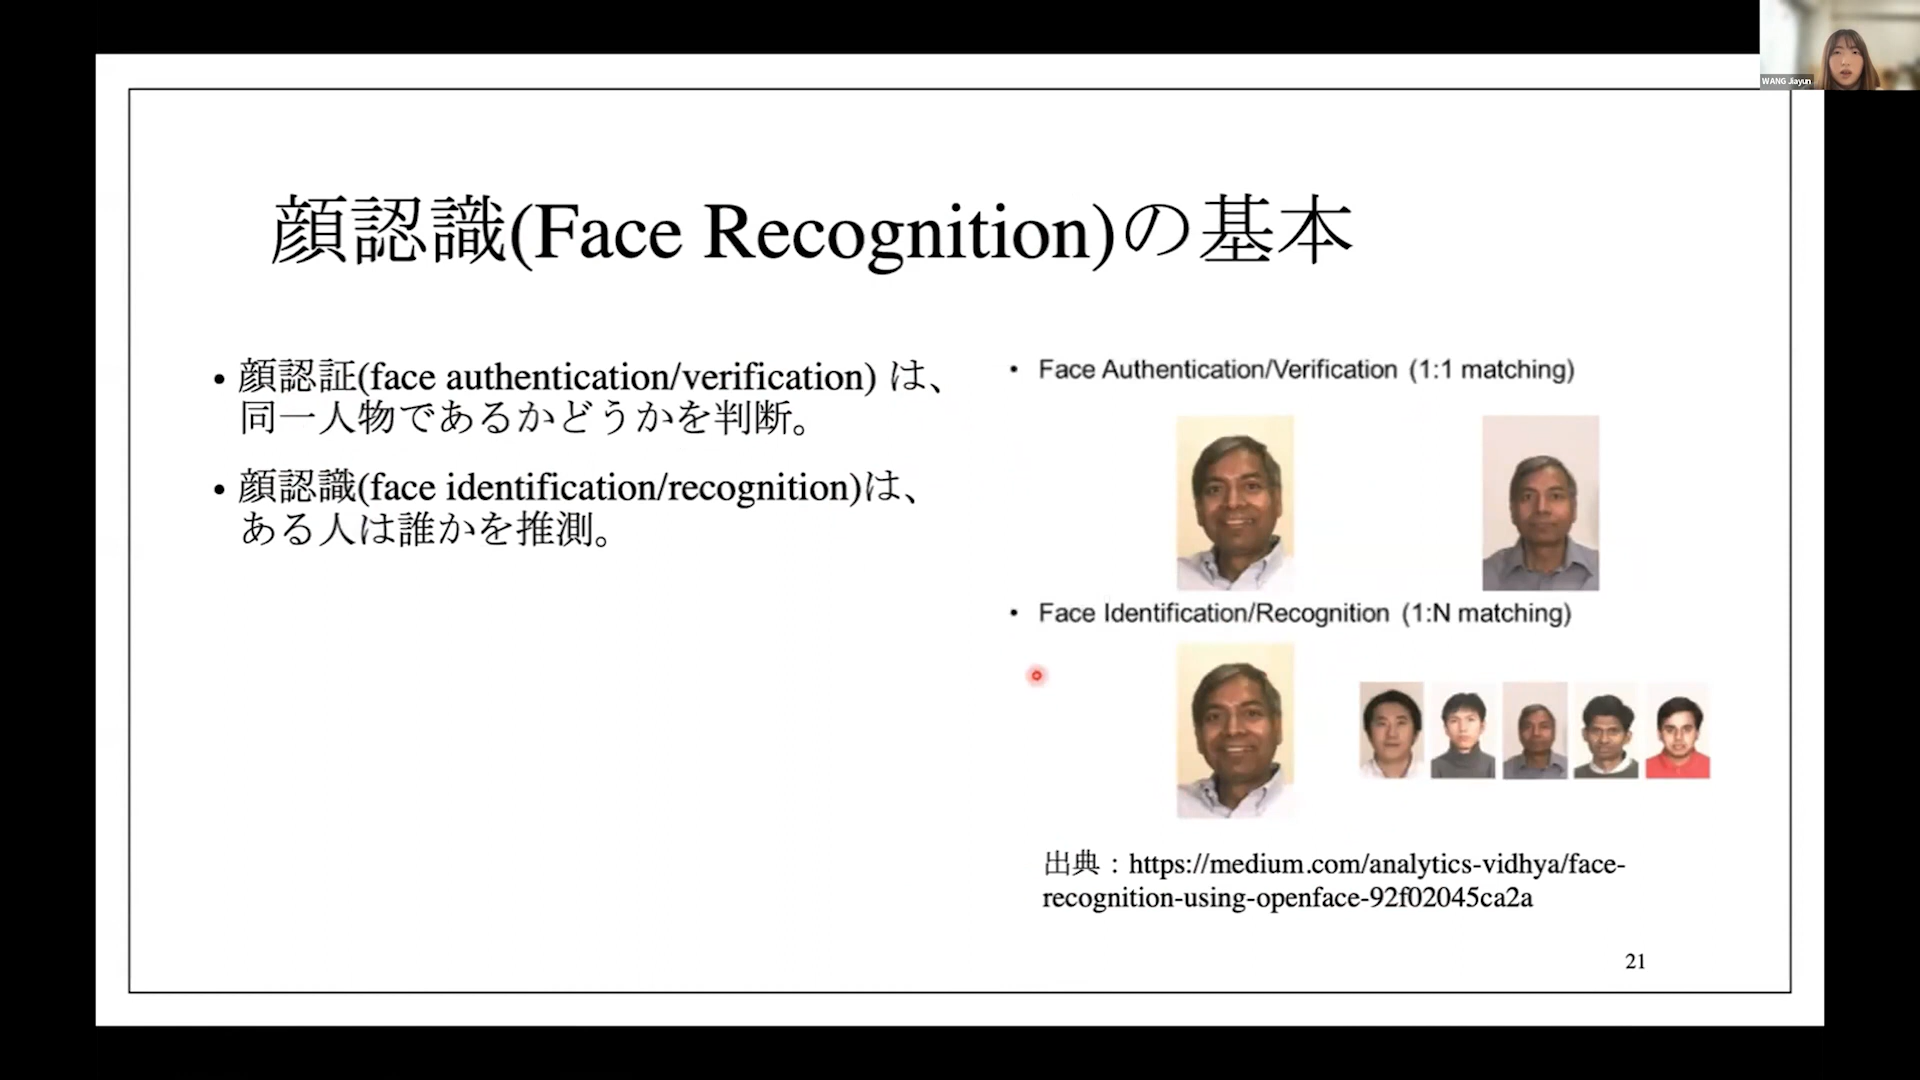 WANG Jiayun
顔認識(Face Recognition)の基本
• 顔認証(face authentication/verification) は、
同一人物であるかどうかを判断。
• 顔認識(face identification/recognition)は、
ある人は誰かを推測。
• Face Authentication/Verification (1:1 matching)
• Face Identification/Recognition (1:N matching)
出典：https://medium.com/analytics-vidhya/face-
recognition-using-openface-92f02045ca2a
21